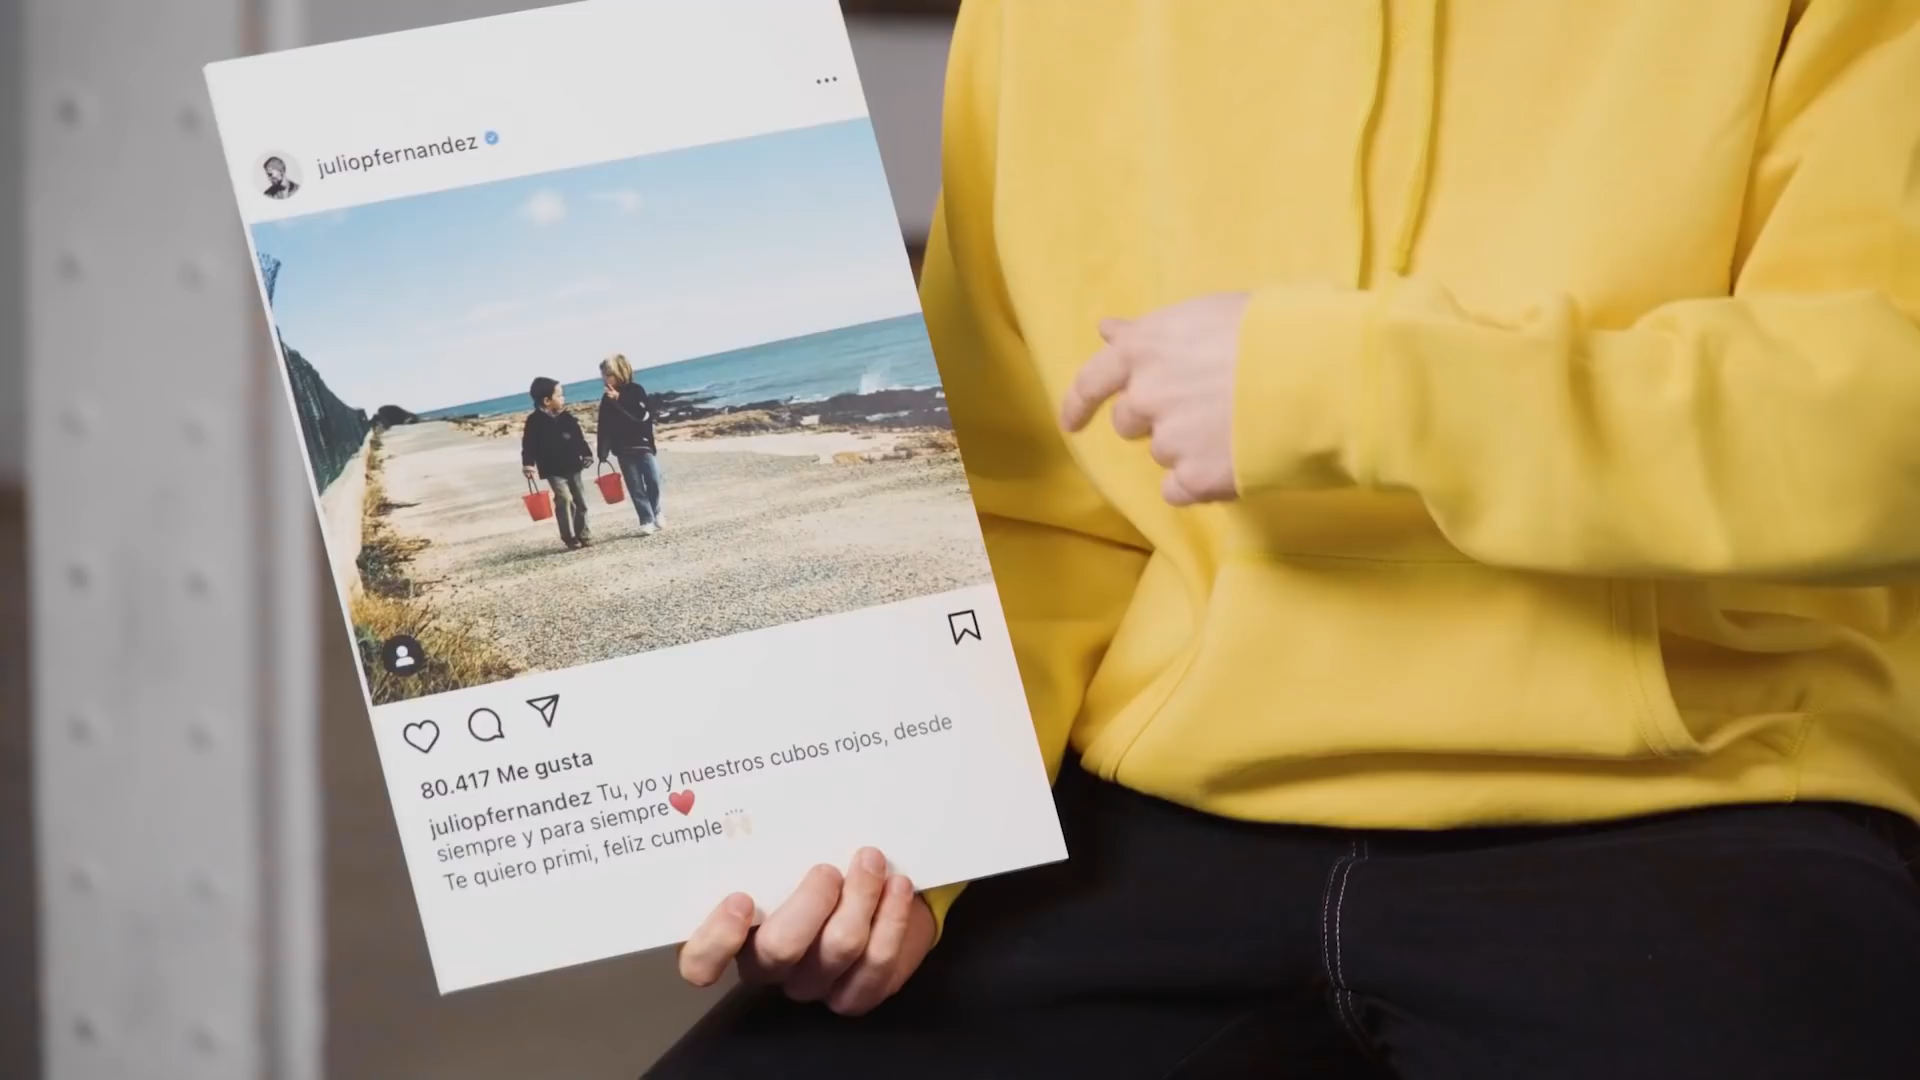 juliopfernandez
80.417 Me gusta
juliopfernandez Tu, yo y nuestros cubos rojos, desde
siempre y para siempre❤️
Te quiero primi, feliz cumple🙌🏻